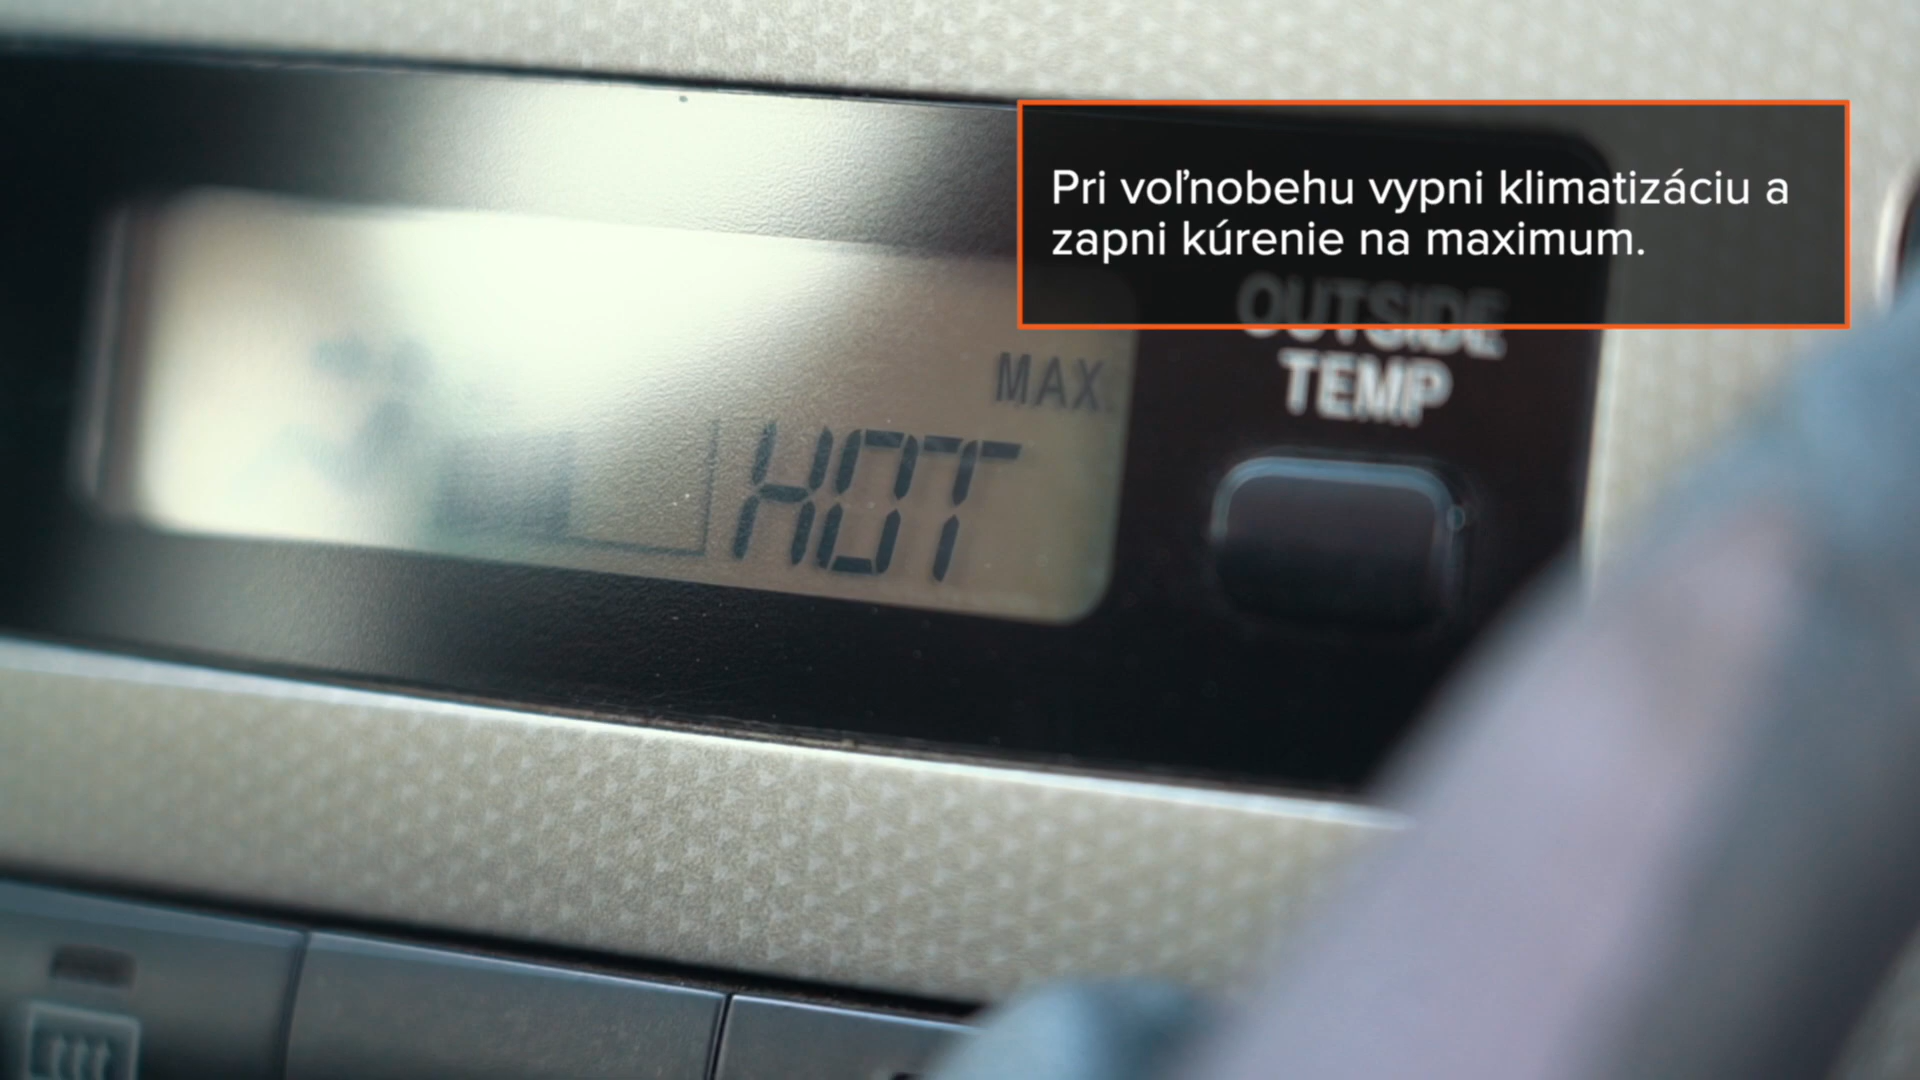 Pri voľnobehu vypni klimatizáciu a
zapni kúrenie na maximum.
OUTSIDE
TEMP
MAX.
HOT